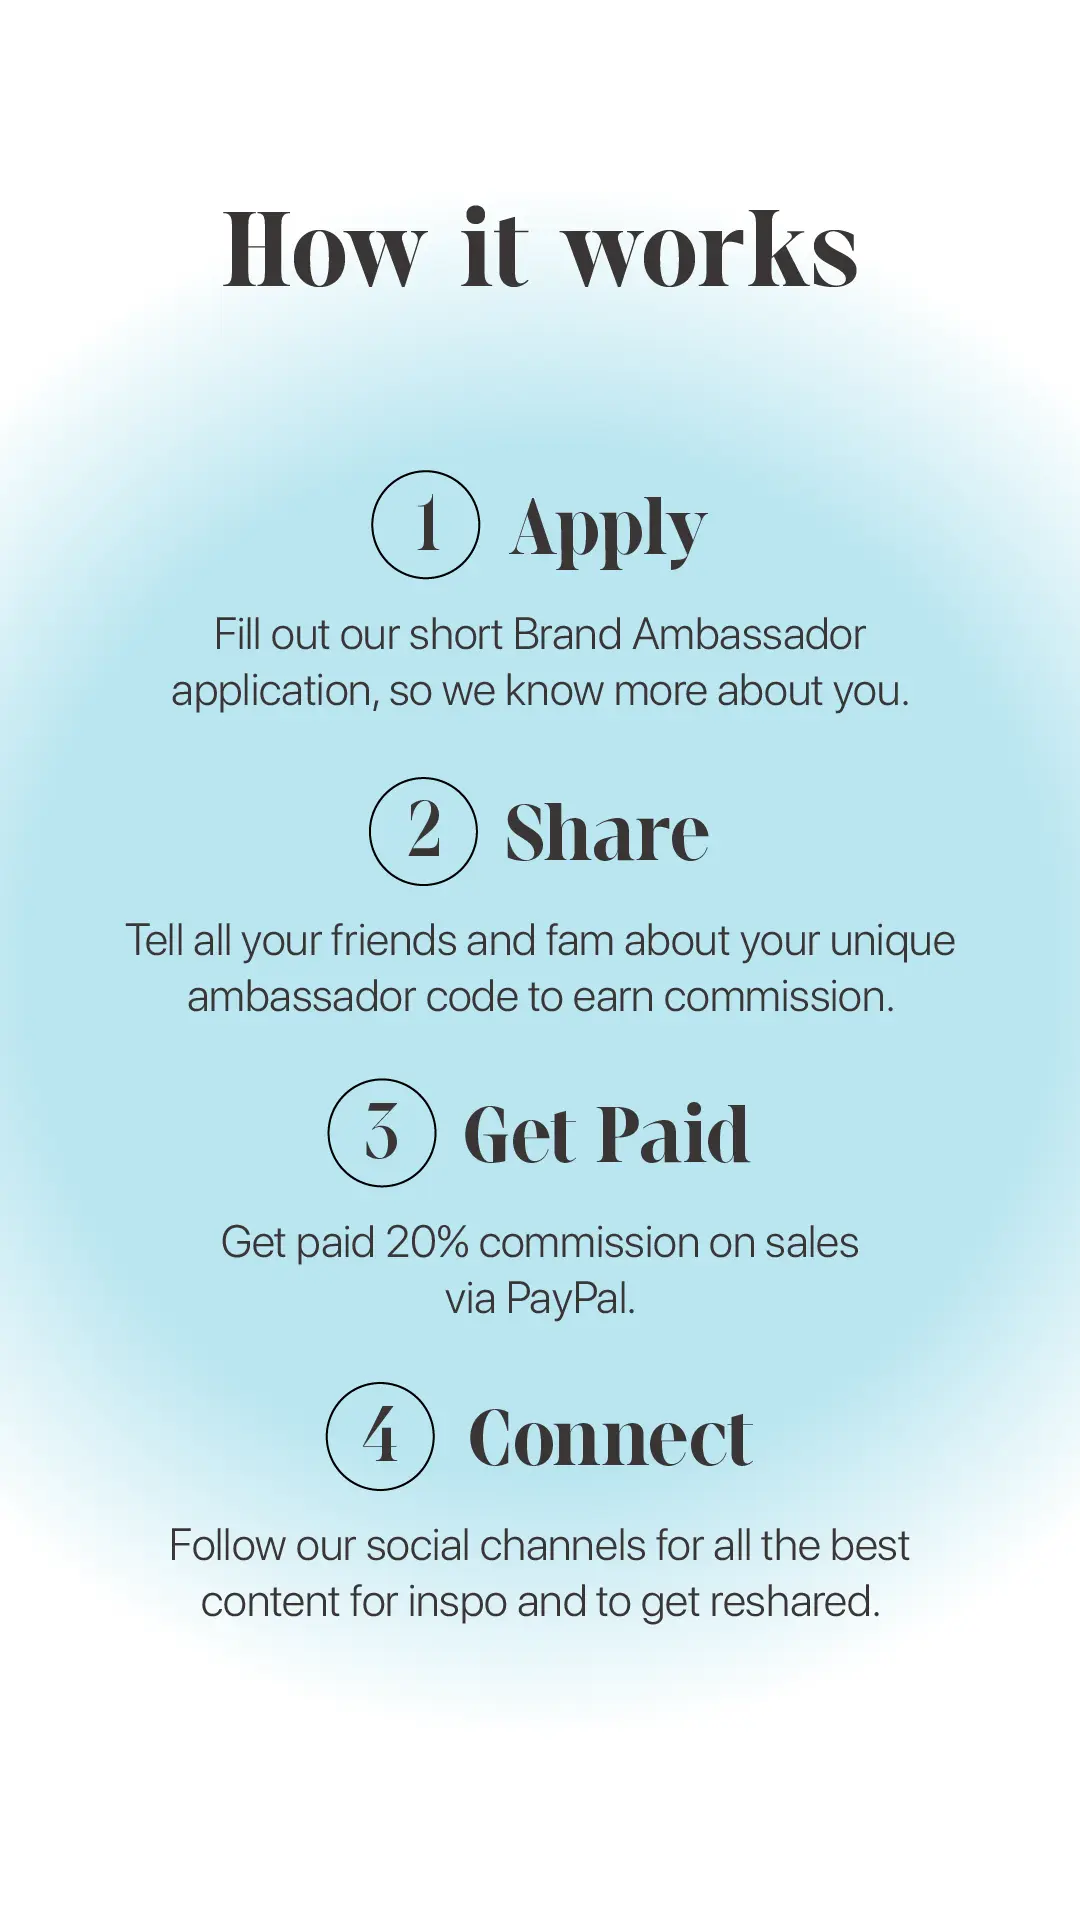 How it works
1 Apply
Fill out our short Brand Ambassador
application, so we know more about you.
2 Share
Tell all your friends and fam about your unique
ambassador code to earn commission.
3 Get Paid
Get paid 20% commission on sales
via PayPal.
4 Connect
Follow our social channels for all the best
content for inspo and to get reshared.